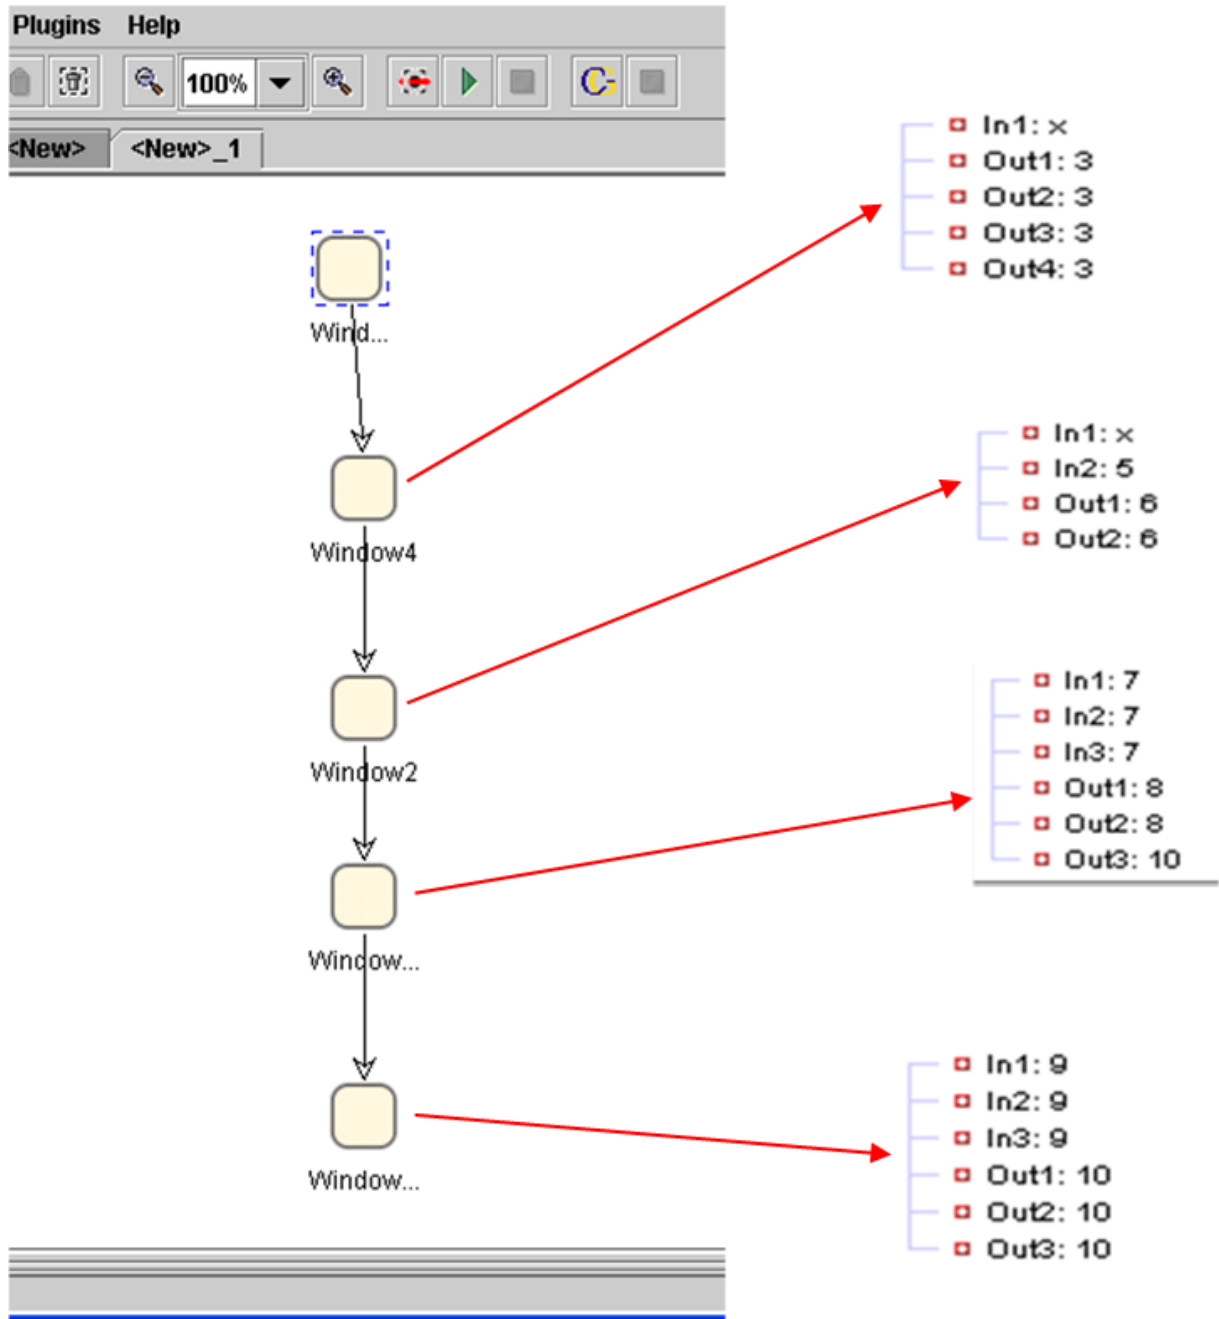 Plugins Help
100%
<New> <New>_1
In1: x
Out1: 3
Out2: 3
Out3: 3
Out4: 3
Wind...
In1: x
In2: 5
Out1: 6
Out2: 6
Window4
In1: 7
In2: 7
In3: 7
Out1: 8
Out2: 8
Out3: 10
Window2
Window...
In1: 9
In2: 9
In3: 9
Out1: 10
Out2: 10
Out3: 10
Window...